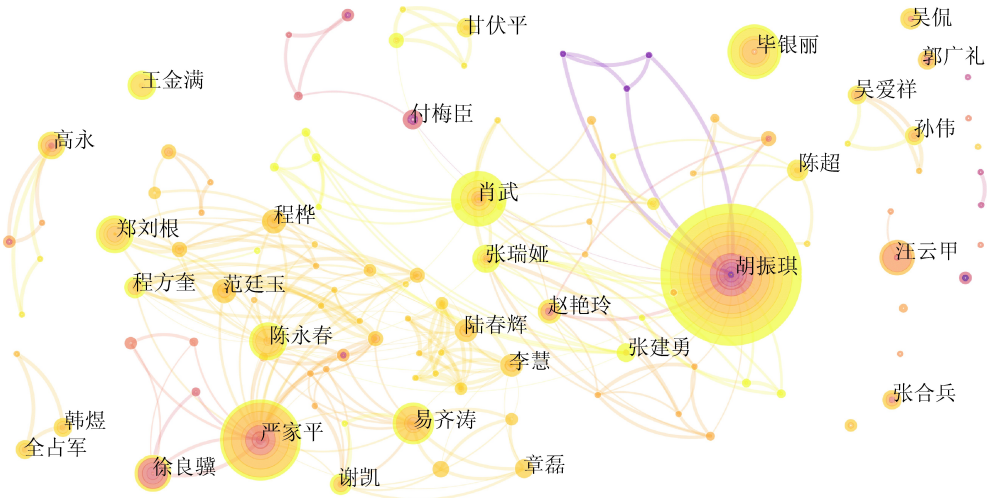 吴侃
甘伏平
毕银丽
郭广礼
王金满
吴爱祥
付梅臣
孙伟
高永
陈超
肖武
程桦
郑刘根
张瑞娅
汪云甲
胡振琪
程方奎
范廷玉
赵艳玲
陆春辉
陈永春
张建勇
李慧
张合兵
韩煜
易齐涛
严家平
全占军
徐良骥
章磊
谢凯